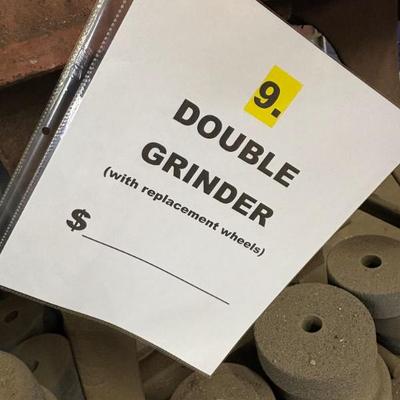 9.
DOUBLE
GRINDER
(with replacement wheels)
$